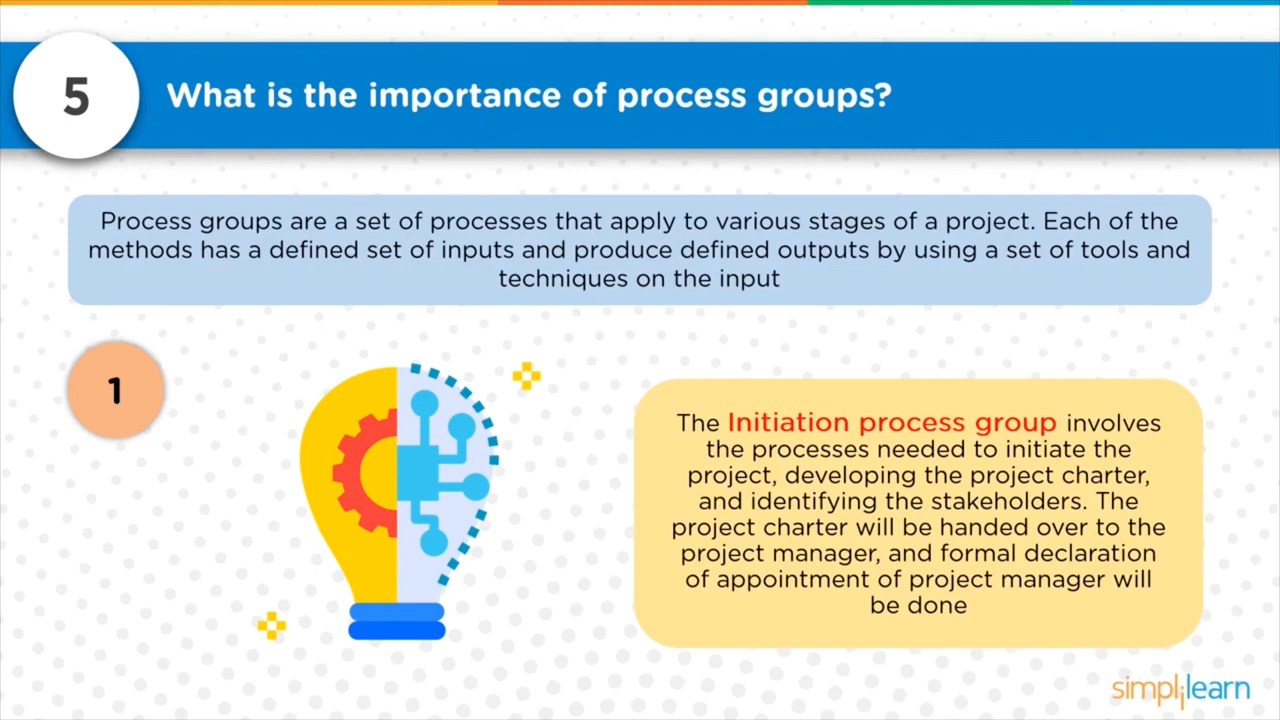 5
What is the importance of process groups?
Process groups are a set of processes that apply to various stages of a project. Each of the
methods has a defined set of inputs and produce defined outputs by using a set of tools and
techniques on the input
1
The Initiation process group involves
the processes needed to initiate the
project, developing the project charter,
and identifying the stakeholders. The
project charter will be handed over to the
project manager, and formal declaration
of appointment of project manager will
be done
simplilearn